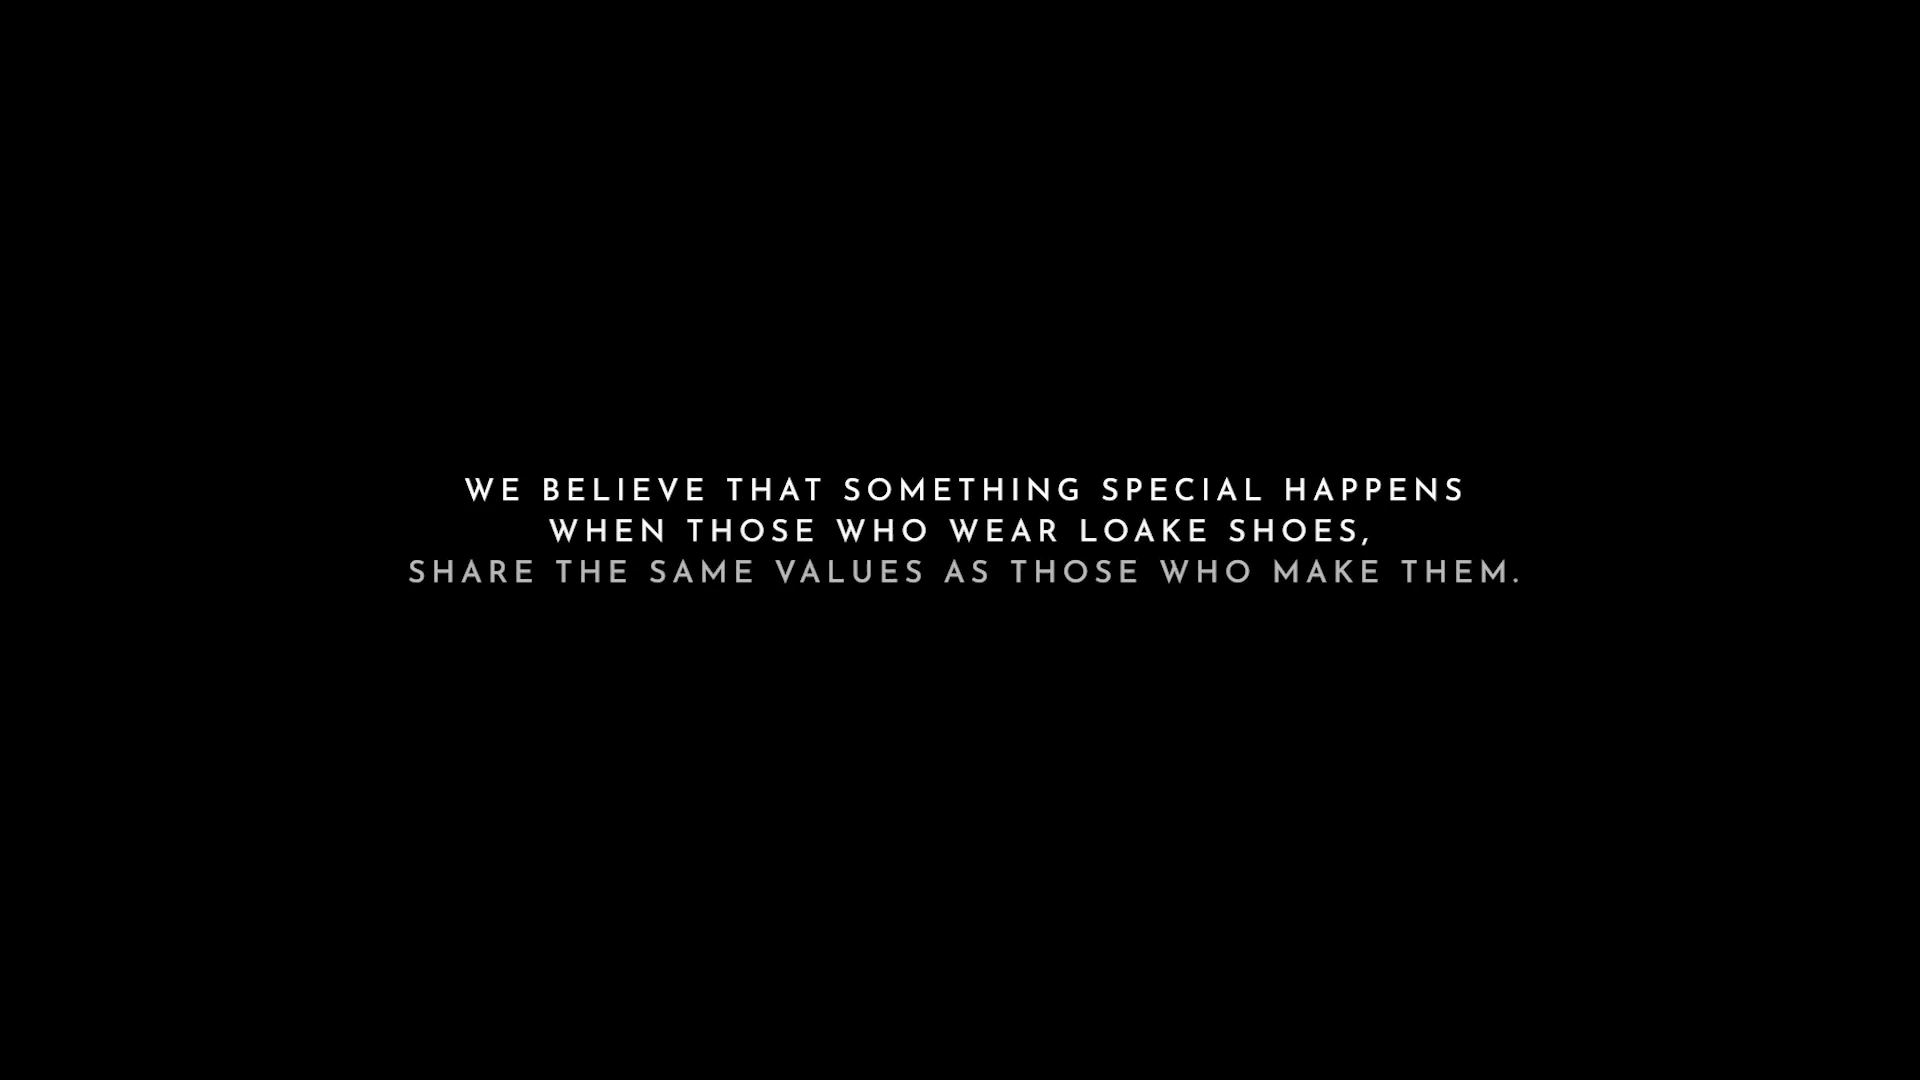 WE BELIEVE THAT SOMETHING SPECIAL HAPPENS
WHEN THOSE WHO WEAR LOAKE SHOES,
SHARE THE SAME VALUES AS THOSE WHO MAKE THEM.